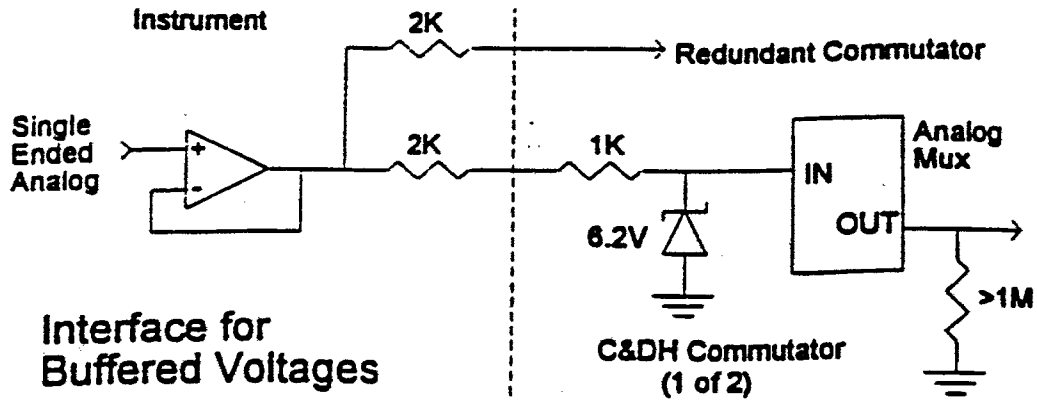 Instrument
2K
Redundant Commutator
Single
Ended
Analog
+
-
2K
1K
Analog
Mux
IN
OUT
6.2V
>1M
Interface for
Buffered Voltages
C&DH Commutator
(1 of 2)